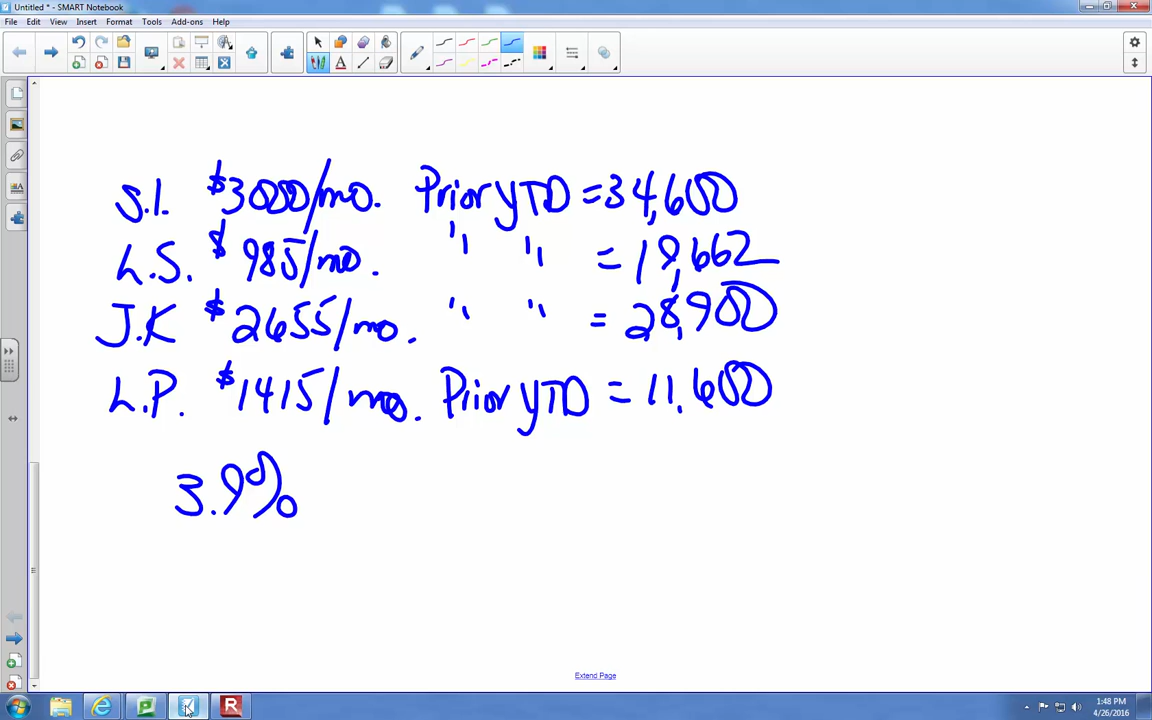 Untitled * - SMART Notebook
File Edit View Insert Format Tools Add-ons Help
S.I. $3000/mo. Prior YTD = 34,600
L.S. $985/mo. " " = 19,662
J.K $2655/mo. " " = 28,900
L.P. $1415/mo. Prior YTD = 11,600
3.9%
Extend Page
1:48 PM
4/26/2016